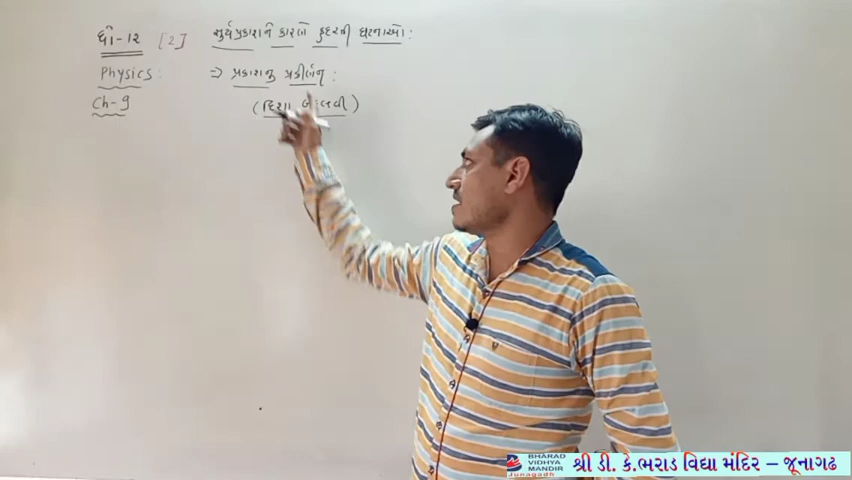 ધો-૧૨ [2] સુર્યપ્રકાશને કારણે કુદરતી ઘટનાઓ:
Physics: ⇒ પ્રકાશનુ પ્રકીર્ણન:
Ch-9 (દિશા
BHARAD VIDHYA MANDIR Junagadh શ્રી ડી. કે.ભરાડ વિદ્યા મંદિર – જૂનાગઢ